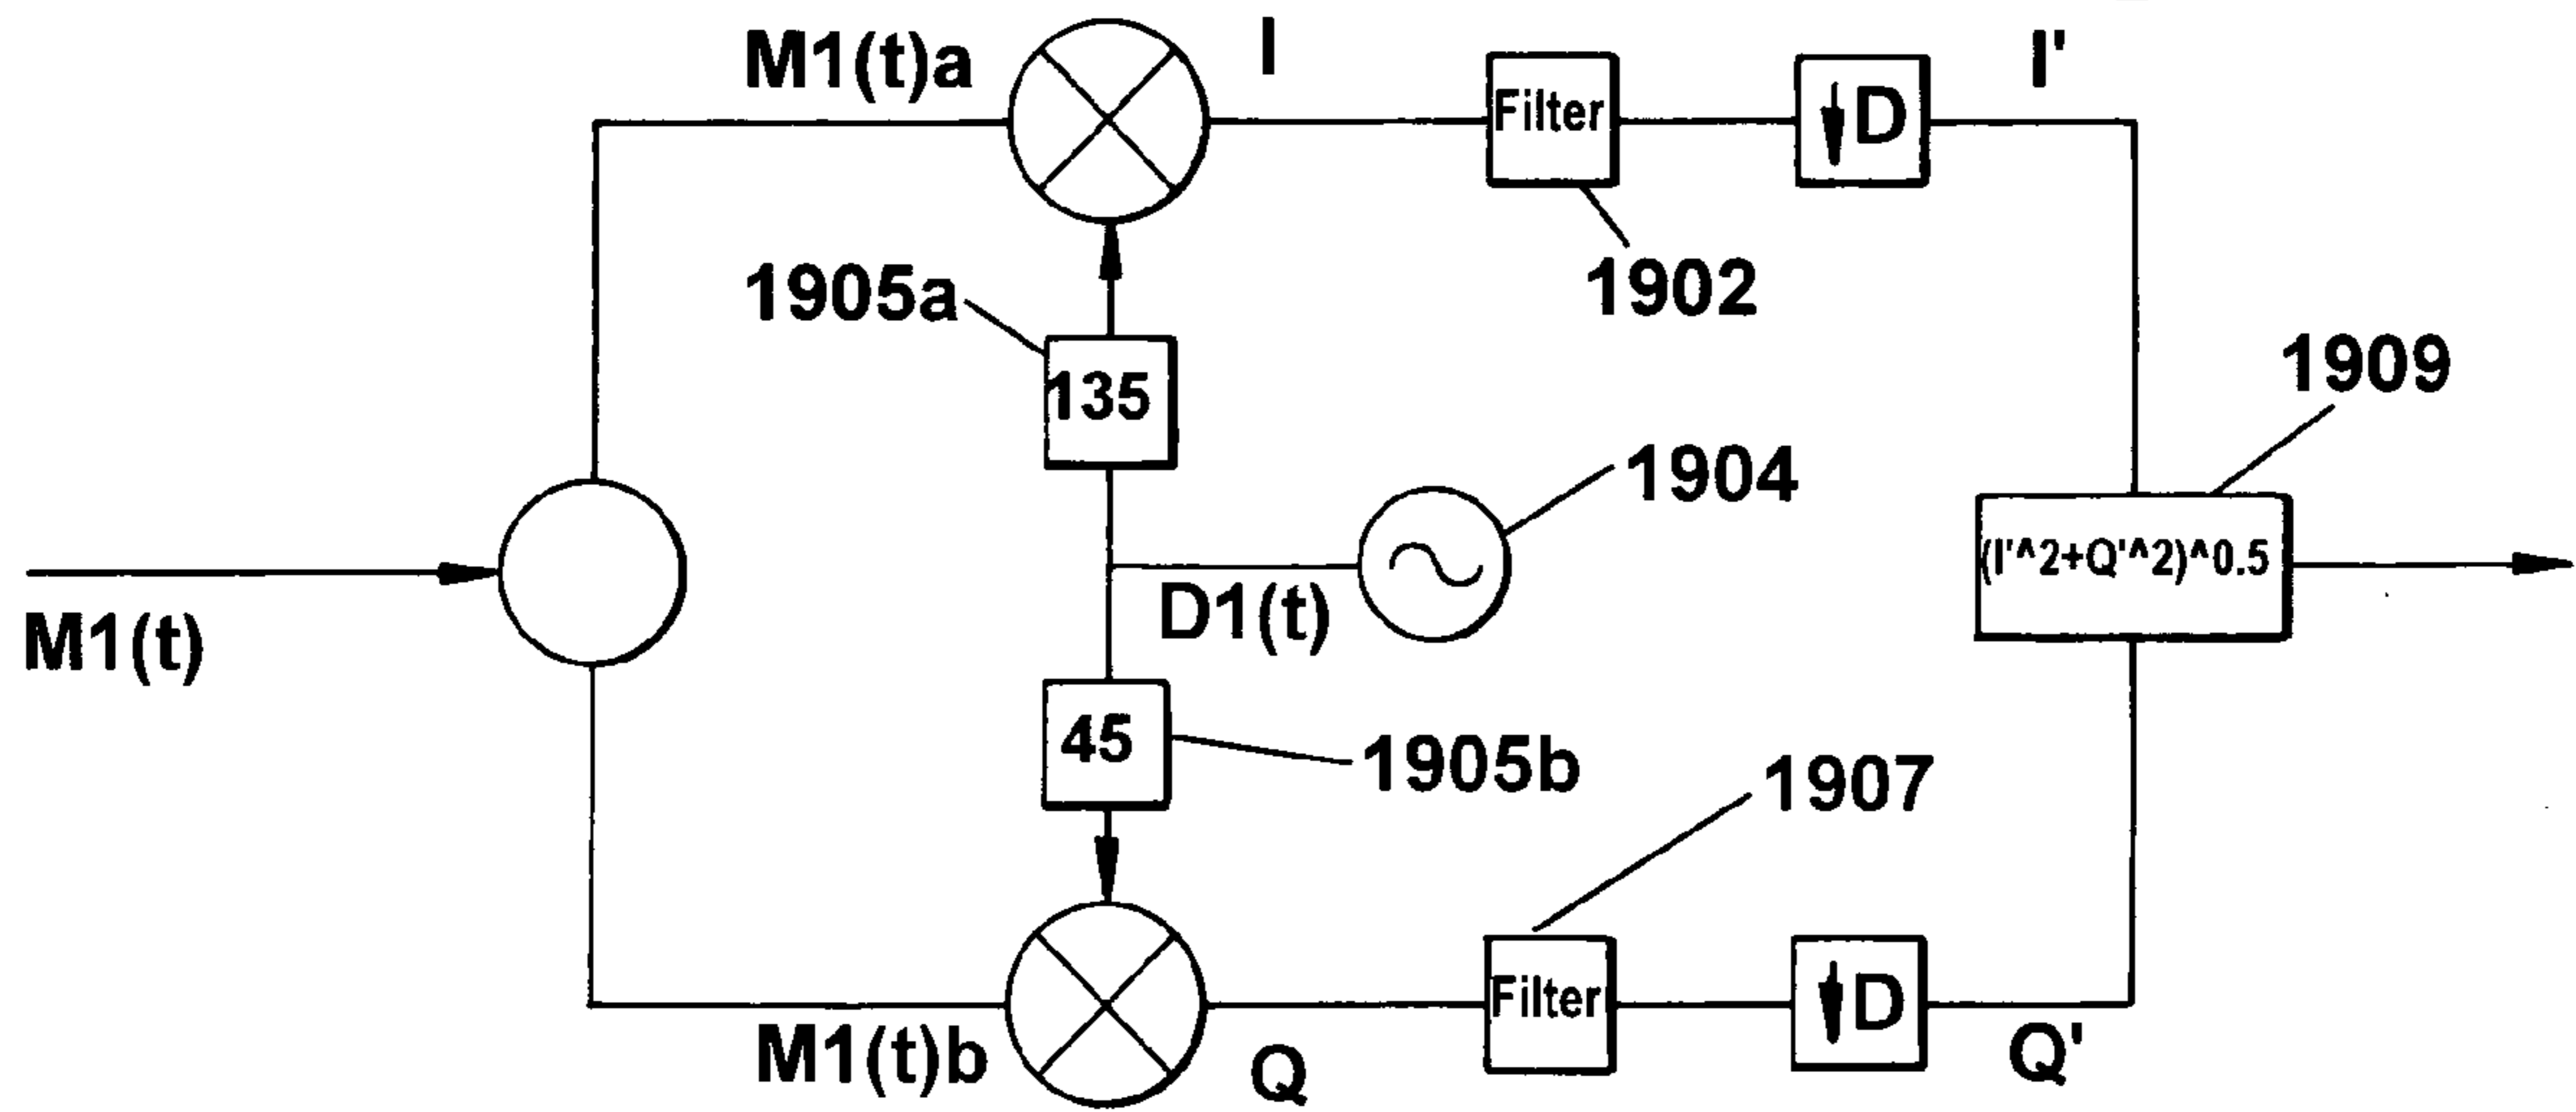 M1(t)a
I
Filter
D
I'
1905a
1902
135
1909
1904
M1(t)
D1(t)
(I'^2+Q'^2)^0.5
45
1905b
1907
M1(t)b
Q
Filter
D
Q'